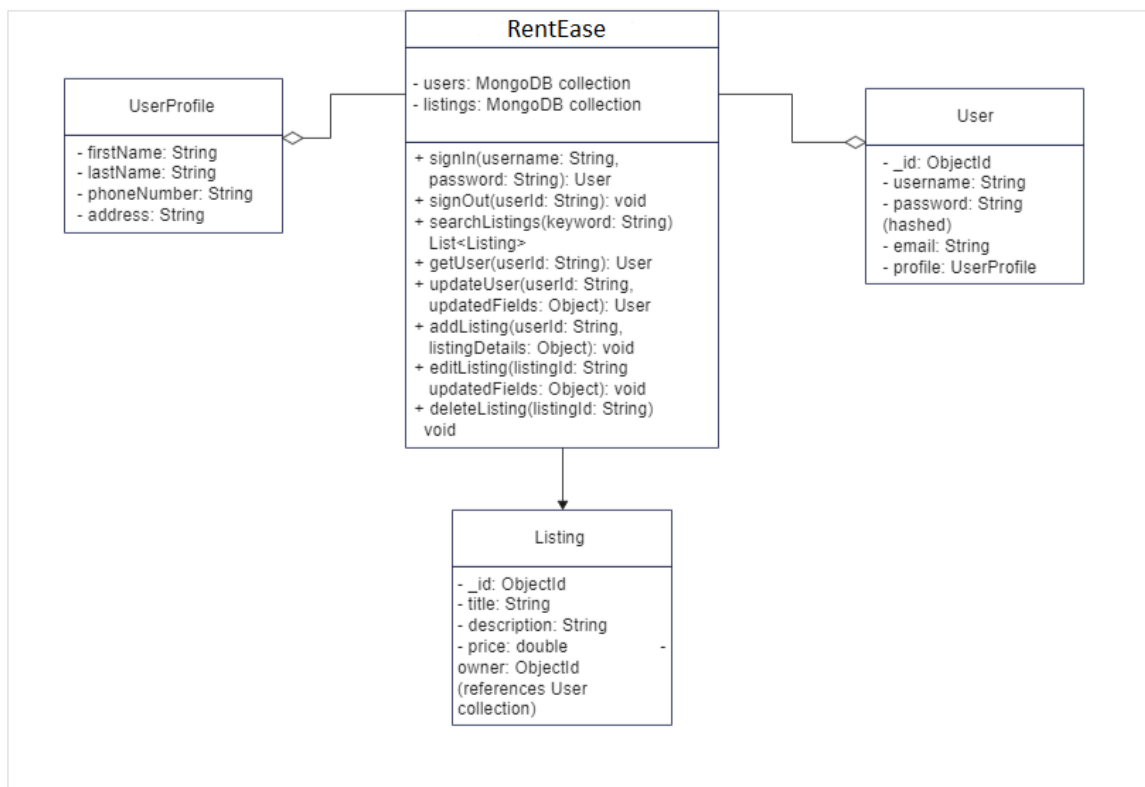 RentEase
- users: MongoDB collection
- listings: MongoDB collection
+ signIn(username: String,
password: String): User
+ signOut(userId: String): void
+ searchListings(keyword: String)
List<Listing>
+ getUser(userId: String): User
+ updateUser(userId: String,
updatedFields: Object): User
+ addListing(userId: String,
listingDetails: Object): void
+ editListing(listingId: String
updatedFields: Object): void
+ deleteListing(listingId: String)
void
UserProfile
- firstName: String
- lastName: String
- phoneNumber: String
- address: String
User
- _id: ObjectId
- username: String
- password: String
(hashed)
- email: String
- profile: UserProfile
Listing
- _id: ObjectId
- title: String
- description: String
- price: double -
owner: ObjectId
(references User
collection)